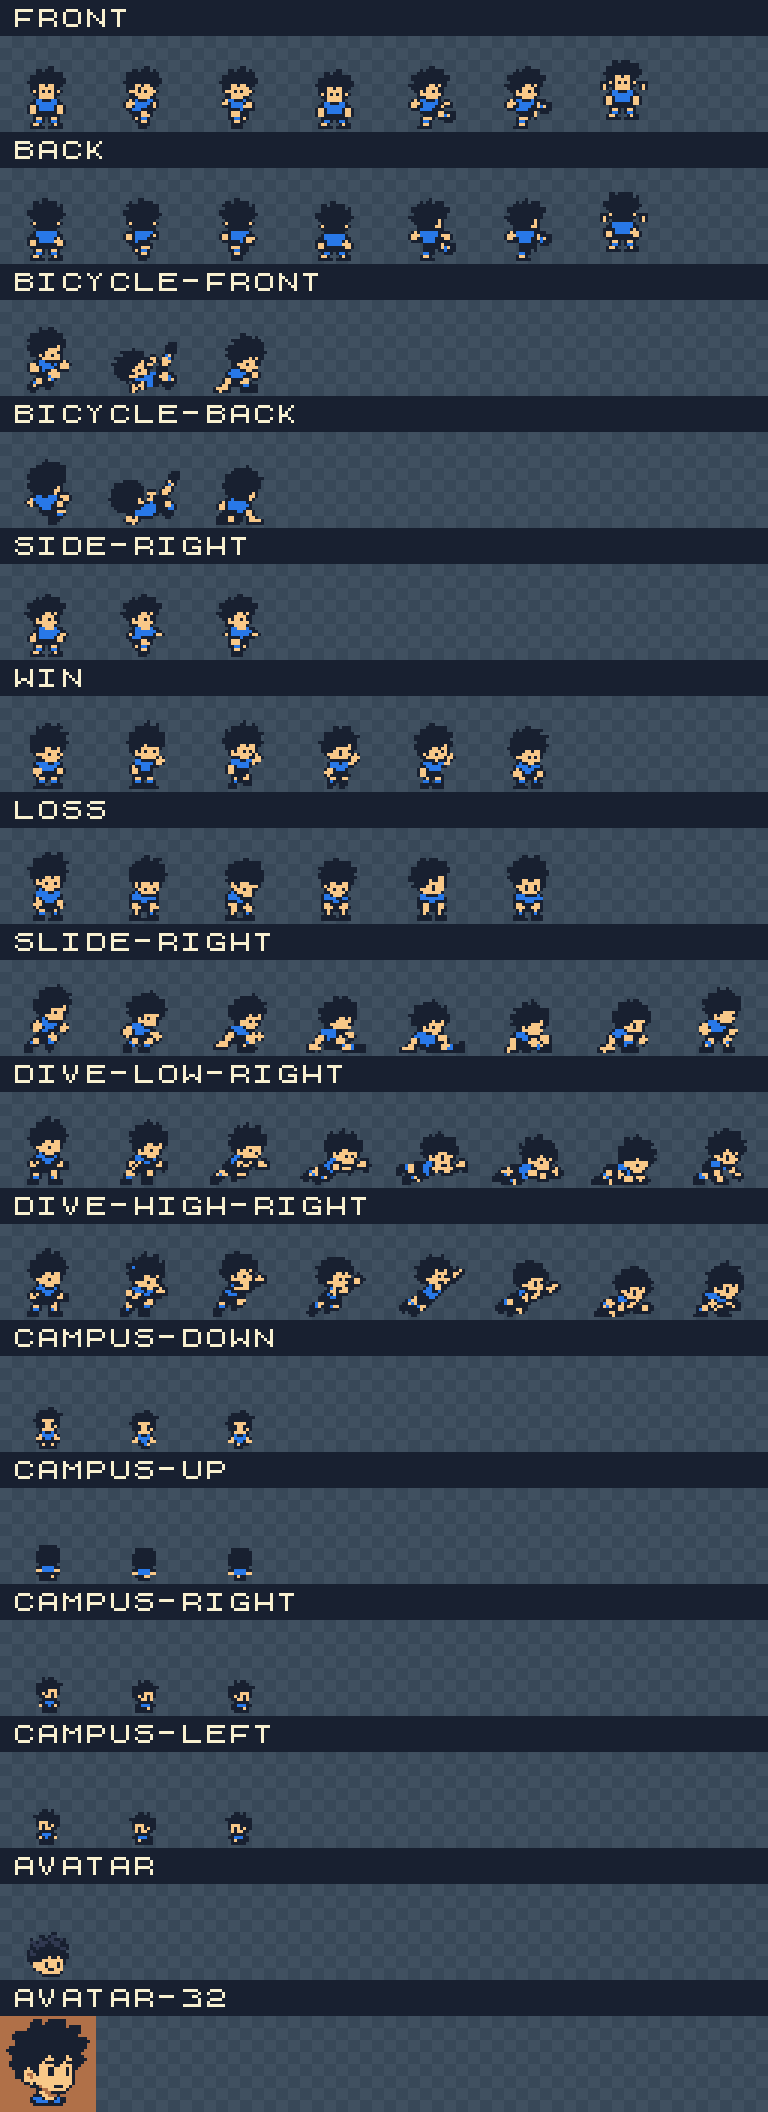 FRONT
BACK
BICYCLE-FRONT
BICYCLE-BACK
SIDE-RIGHT
WIN
LOSS
SLIDE-RIGHT
DIVE-LOW-RIGHT
DIVE-HIGH-RIGHT
CAMPUS-DOWN
CAMPUS-UP
CAMPUS-RIGHT
CAMPUS-LEFT
AVATAR
AVATAR-32